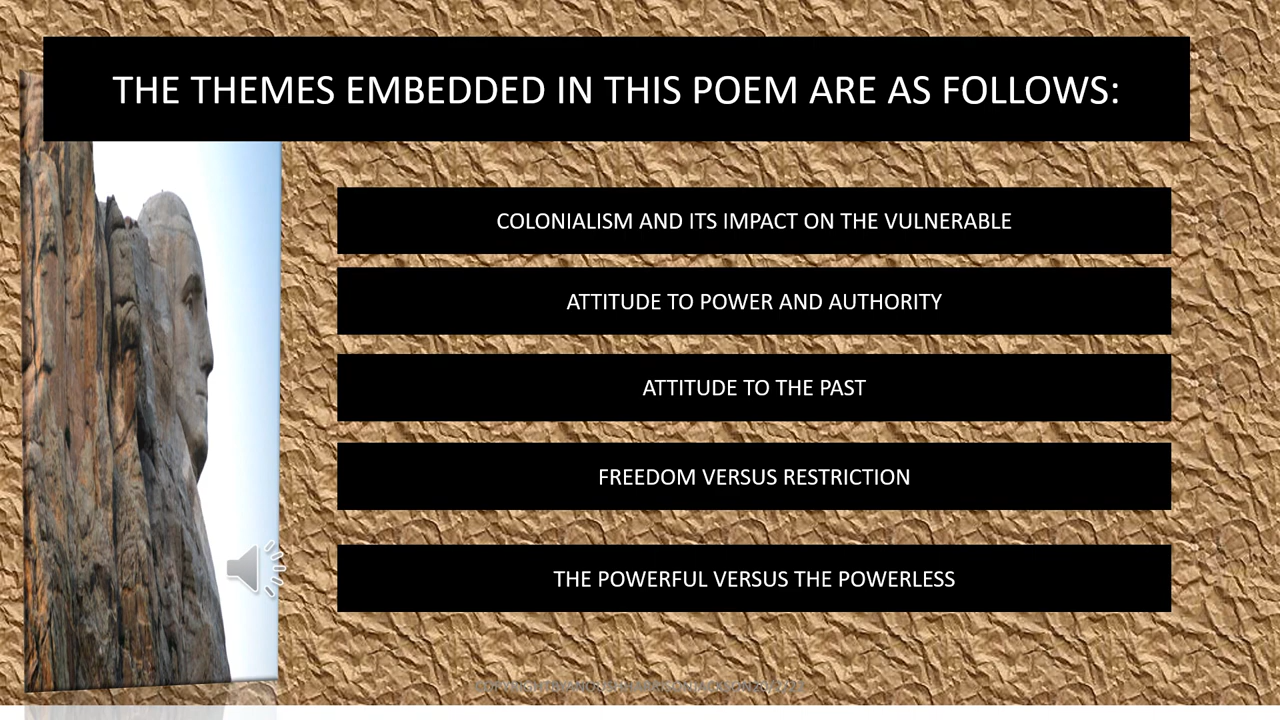 THE THEMES EMBEDDED IN THIS POEM ARE AS FOLLOWS:
COLONIALISM AND ITS IMPACT ON THE VULNERABLE
ATTITUDE TO POWER AND AUTHORITY
ATTITUDE TO THE PAST
FREEDOM VERSUS RESTRICTION
THE POWERFUL VERSUS THE POWERLESS